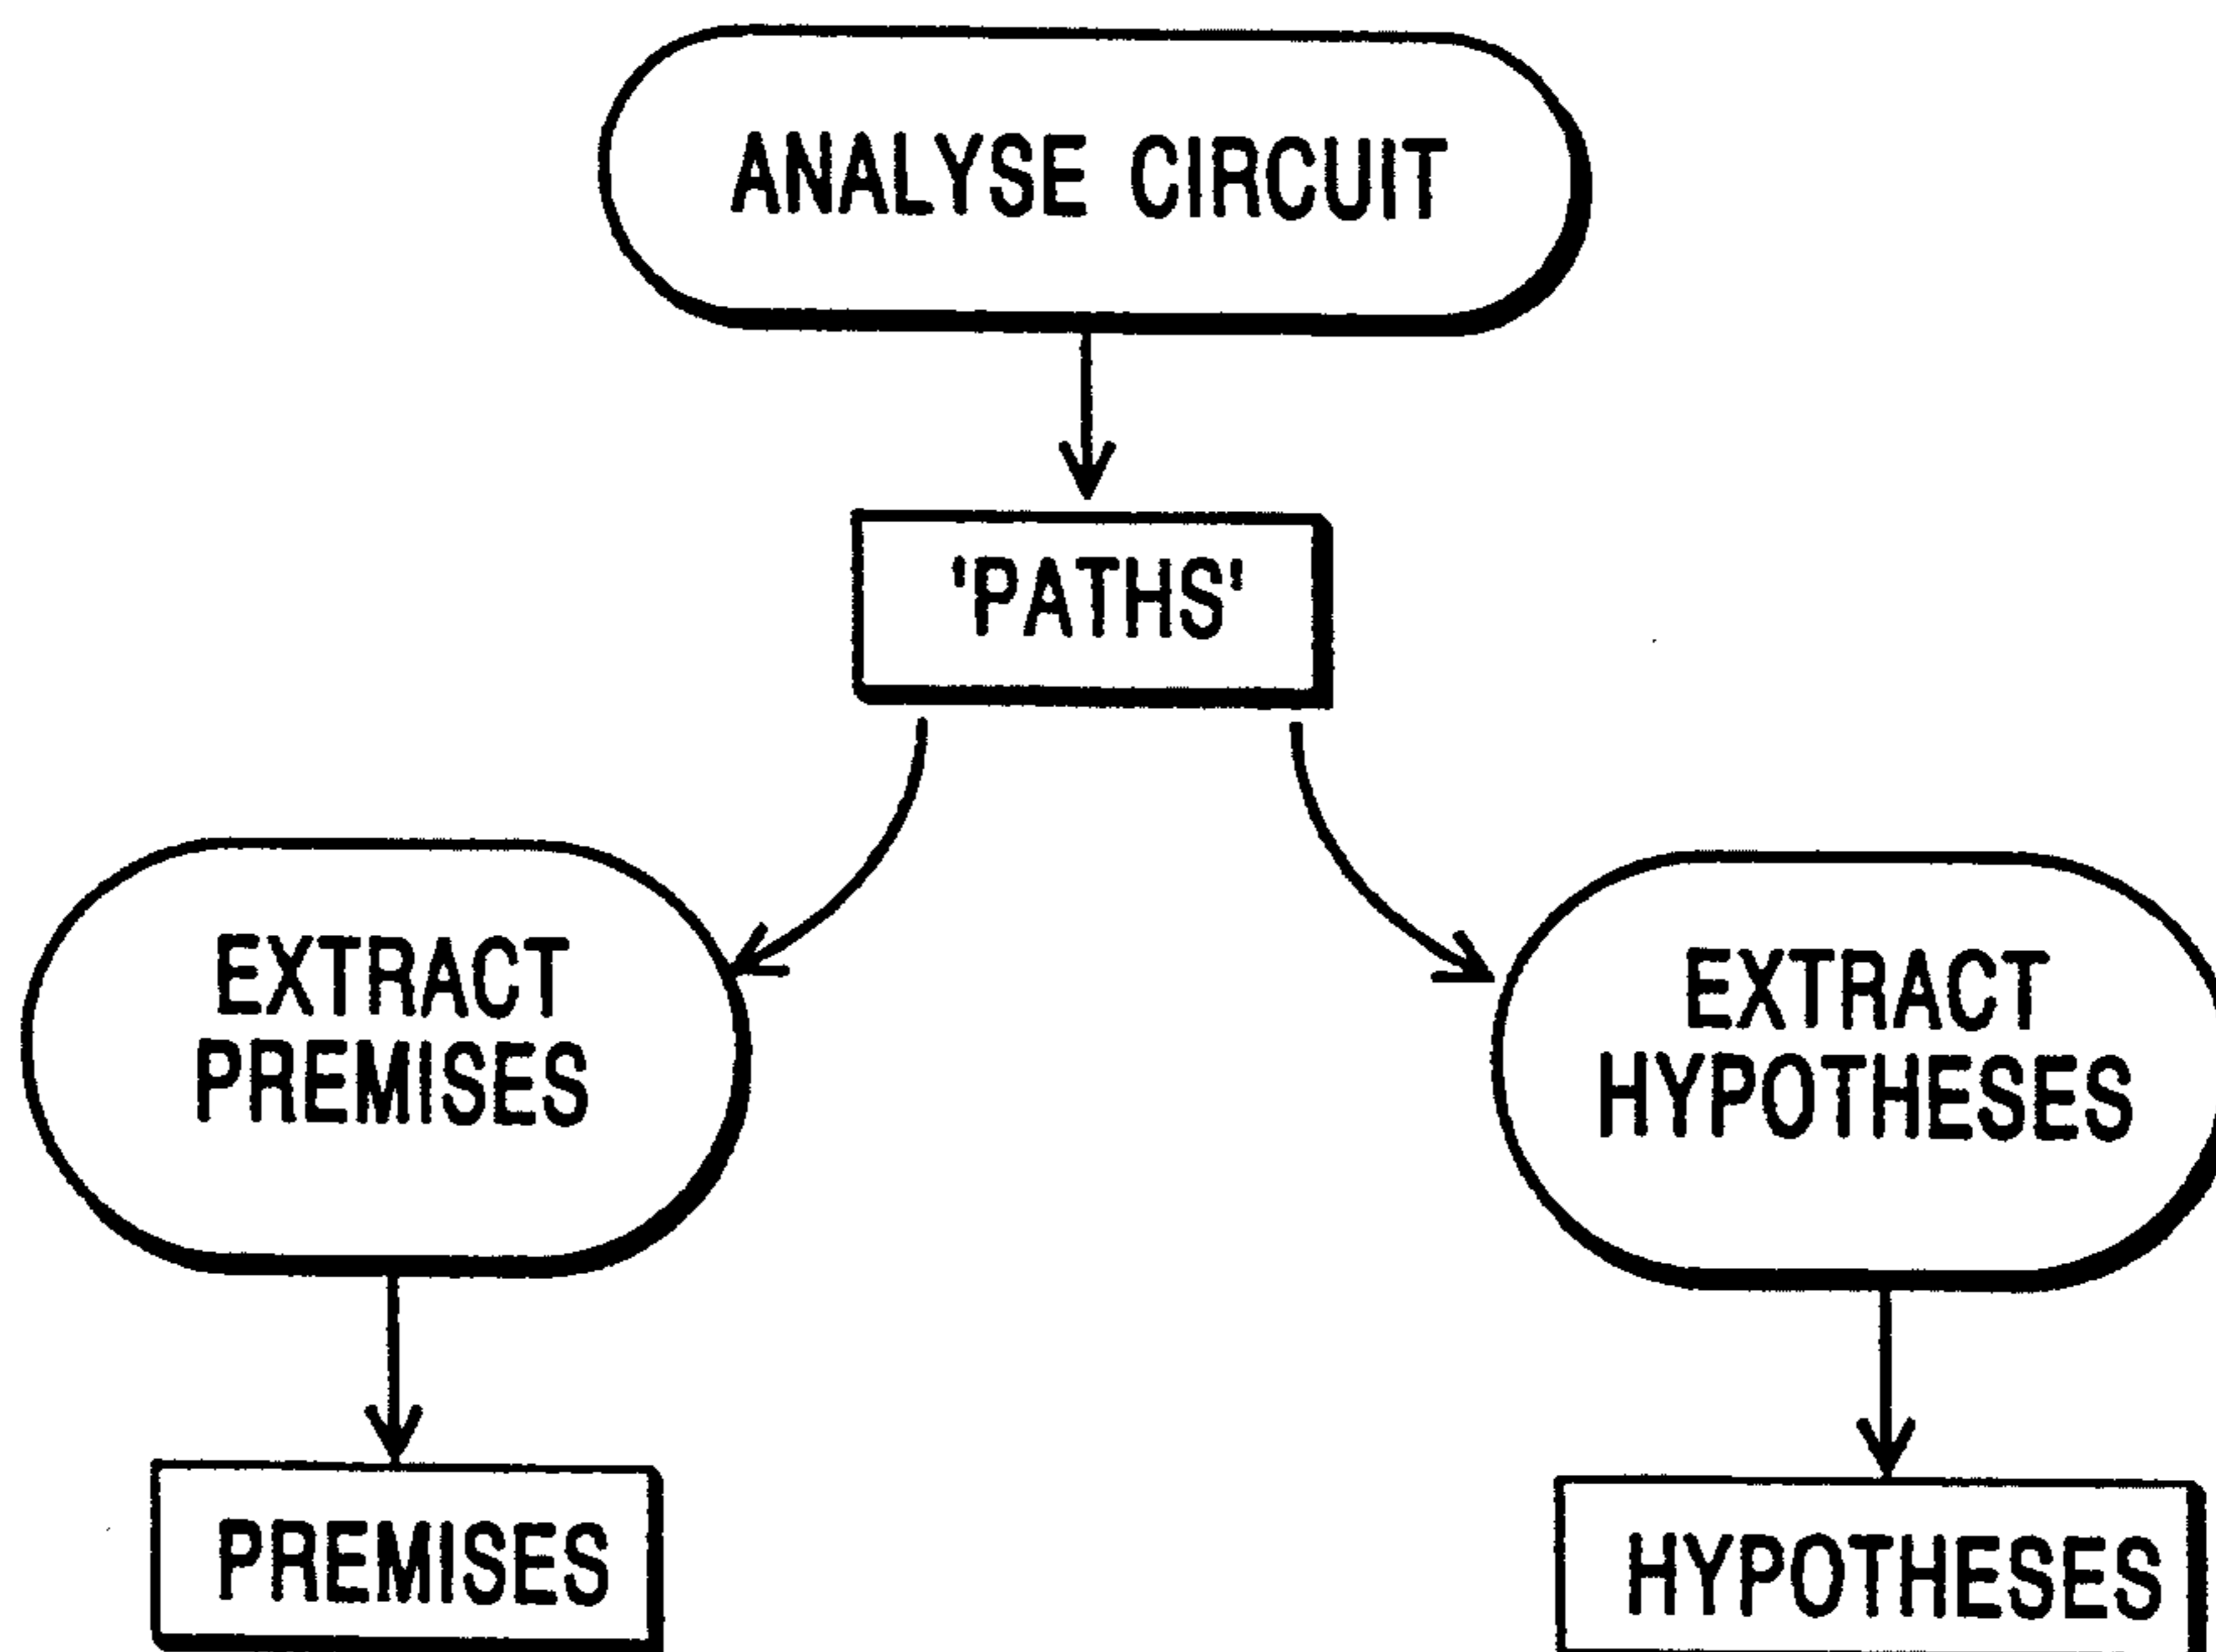 ANALYSE CIRCUIT
'PATHS'
EXTRACT
PREMISES
EXTRACT
HYPOTHESES
PREMISES
HYPOTHESES